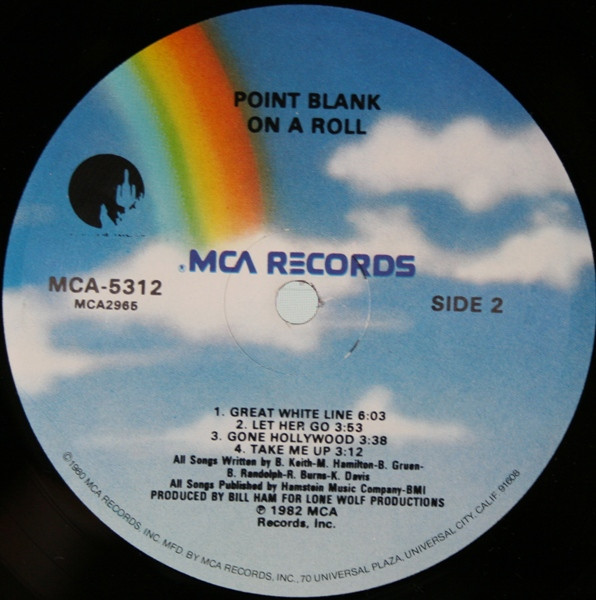 POINT BLANK
ON A ROLL
MCA RECORDS
MCA-5312
MCA2965
SIDE 2
1. GREAT WHITE LINE 6:03
2. LET HER GO 3:53
3. GONE HOLLYWOOD 3:38
4. TAKE ME UP 3:12
All Songs Written by B. Keith-M. Hamilton-B. Gruen-
B. Randolph-R. Burns-K. Davis
All Songs Published by Hamstein Music Company-BMI
PRODUCED BY BILL HAM FOR LONE WOLF PRODUCTIONS
℗ 1982 MCA
Records, Inc.
©1980 MCA RECORDS, INC. MFD. BY MCA RECORDS, INC., 70 UNIVERSAL PLAZA, UNIVERSAL CITY, CALIF. 91608